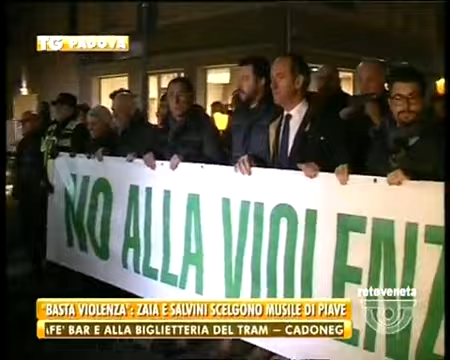 TG PADOVA
NO ALLA VIOLENZ
reteveneta
"BASTA VIOLENZA": ZAIA E SALVINI SCELGONO MUSILE DI PIAVE
AFE' BAR E ALLA BIGLIETTERIA DEL TRAM – CADONEG